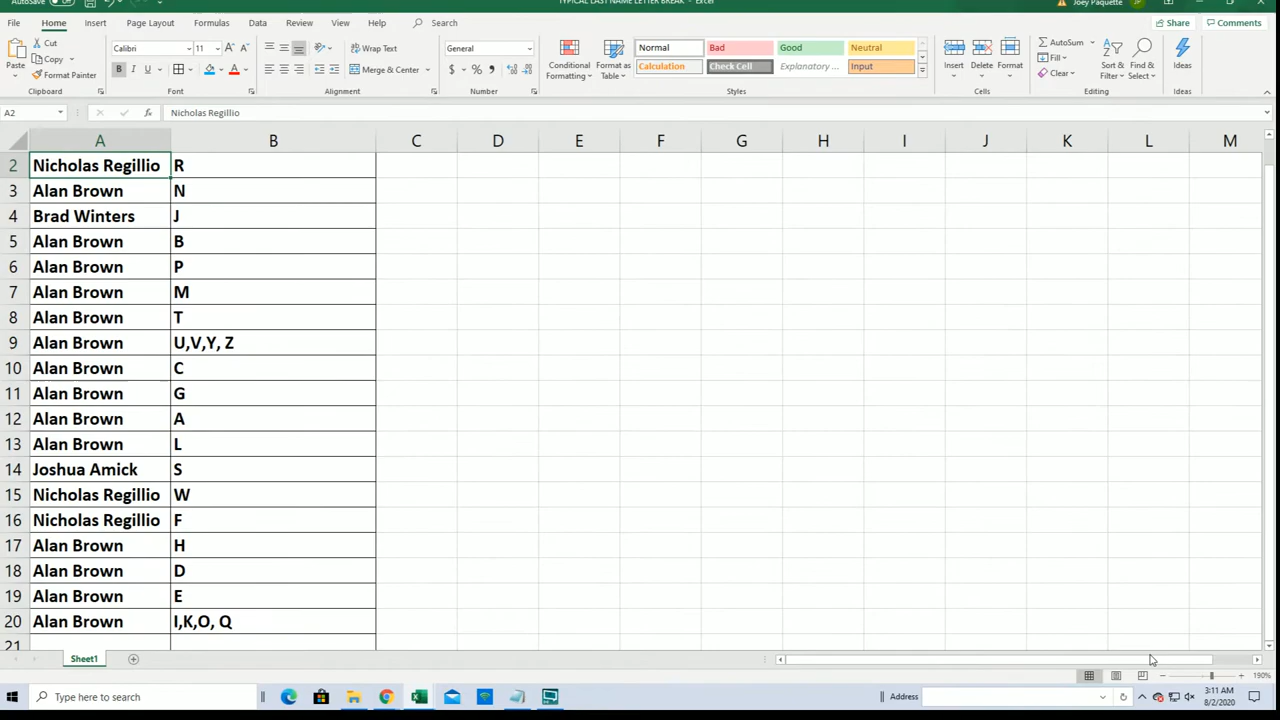 AutoSave Off TYPICAL LAST NAME LETTER BREAK - Excel Joey Paquette JP
File Home Insert Page Layout Formulas Data Review View Help Search Share Comments
Paste Cut Copy Format Painter Clipboard
Calibri 11 B I U A Font
Wrap Text Merge & Center Alignment
General $ % , Number
Conditional Formatting Format as Table
Normal Bad Good Neutral
Calculation Check Cell Explanatory ... Input
Styles
Insert Delete Format Cells
AutoSum Fill Clear Sort & Filter Find & Select Editing
Ideas Ideas
A2 fx Nicholas Regillio
A B C D E F G H I J K L M
2 Nicholas Regillio R
3 Alan Brown N
4 Brad Winters J
5 Alan Brown B
6 Alan Brown P
7 Alan Brown M
8 Alan Brown T
9 Alan Brown U,V,Y, Z
10 Alan Brown C
11 Alan Brown G
12 Alan Brown A
13 Alan Brown L
14 Joshua Amick S
15 Nicholas Regillio W
16 Nicholas Regillio F
17 Alan Brown H
18 Alan Brown D
19 Alan Brown E
20 Alan Brown I,K,O, Q
21
Sheet1
190%
Type here to search Address 3:11 AM
8/2/2020